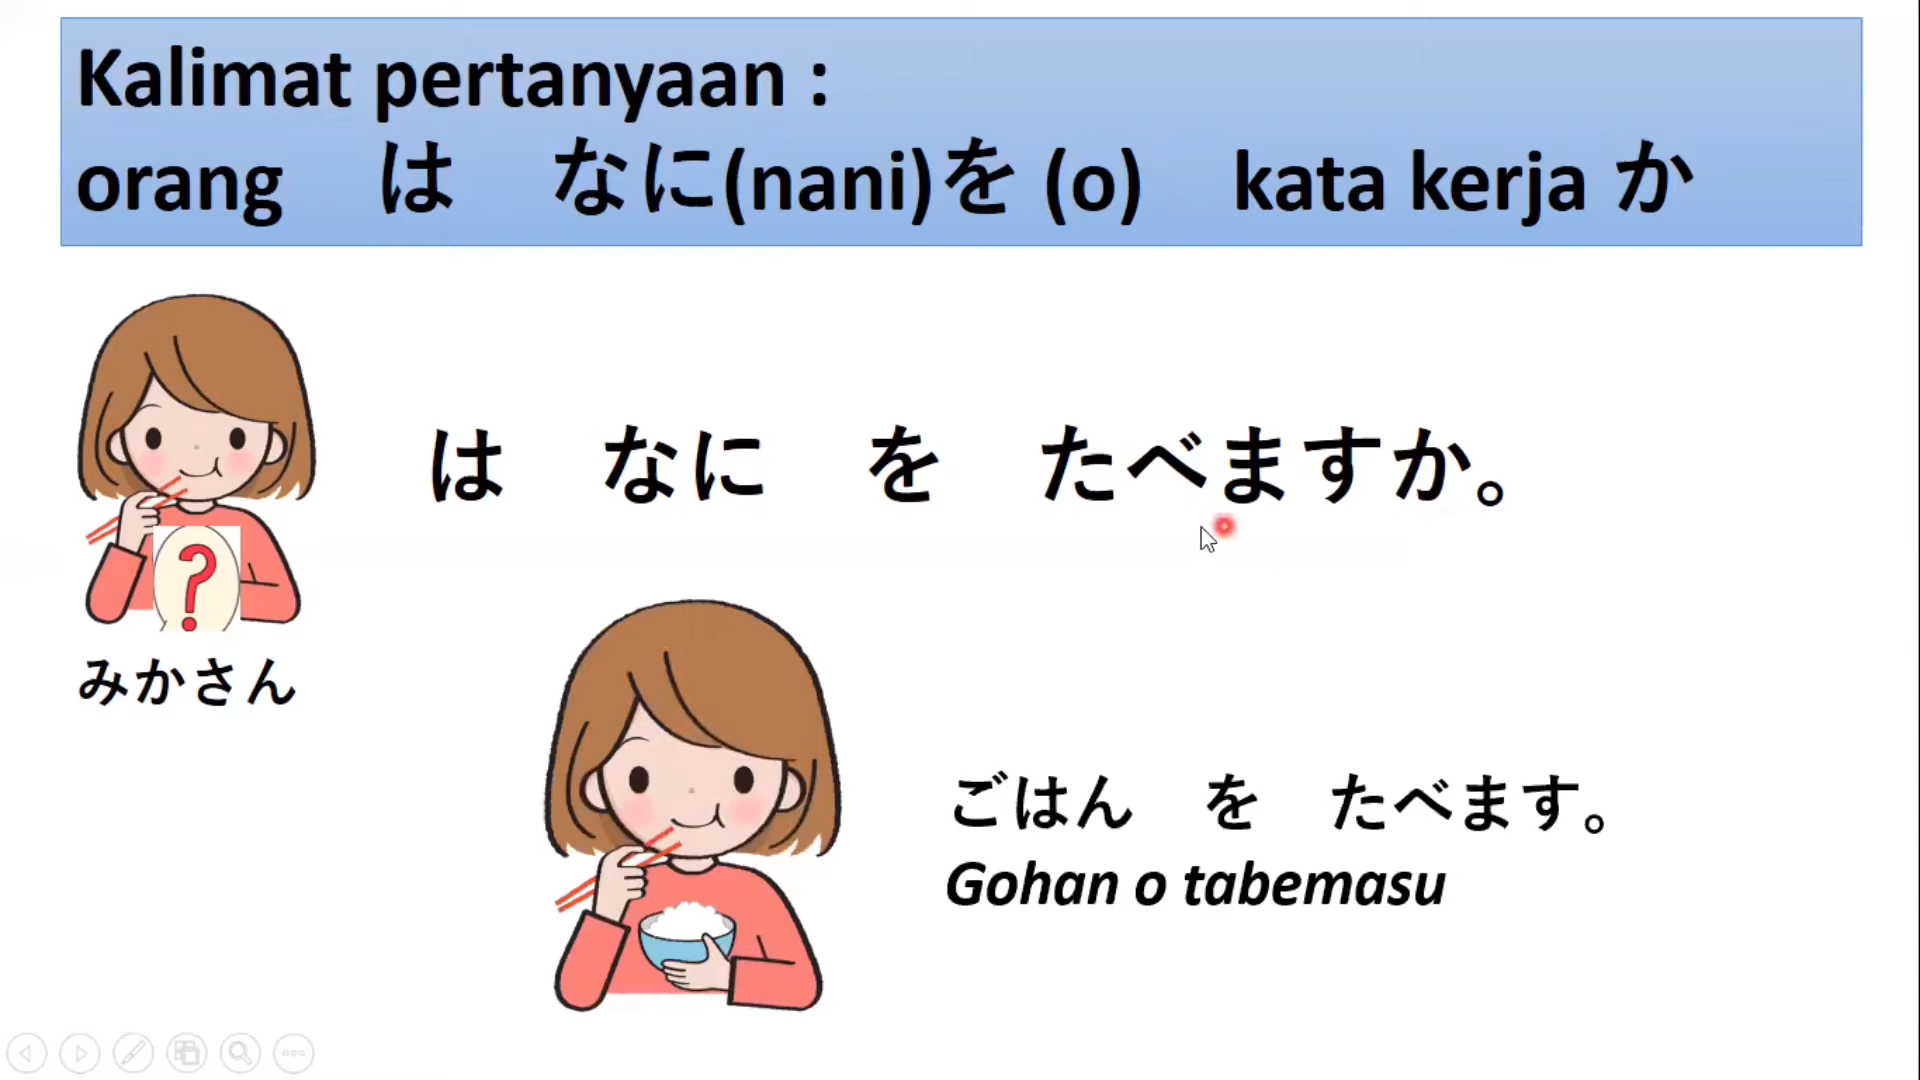 Kalimat pertanyaan :
orang は なに(nani)を (o) kata kerja か
は なに を たべますか。
?
みかさん
ごはん を たべます。
Gohan o tabemasu